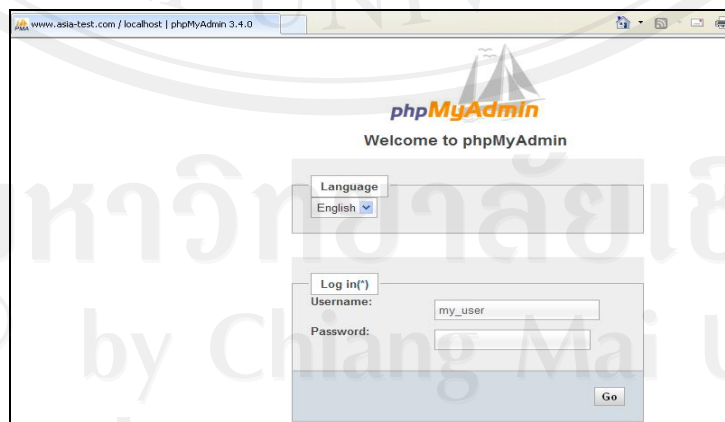 www.asia-test.com / localhost | phpMyAdmin 3.4.0
phpMyAdmin
Welcome to phpMyAdmin
Language
English
Log in(*)
Username:
my_user
Password:
Go
by Chiang Mai